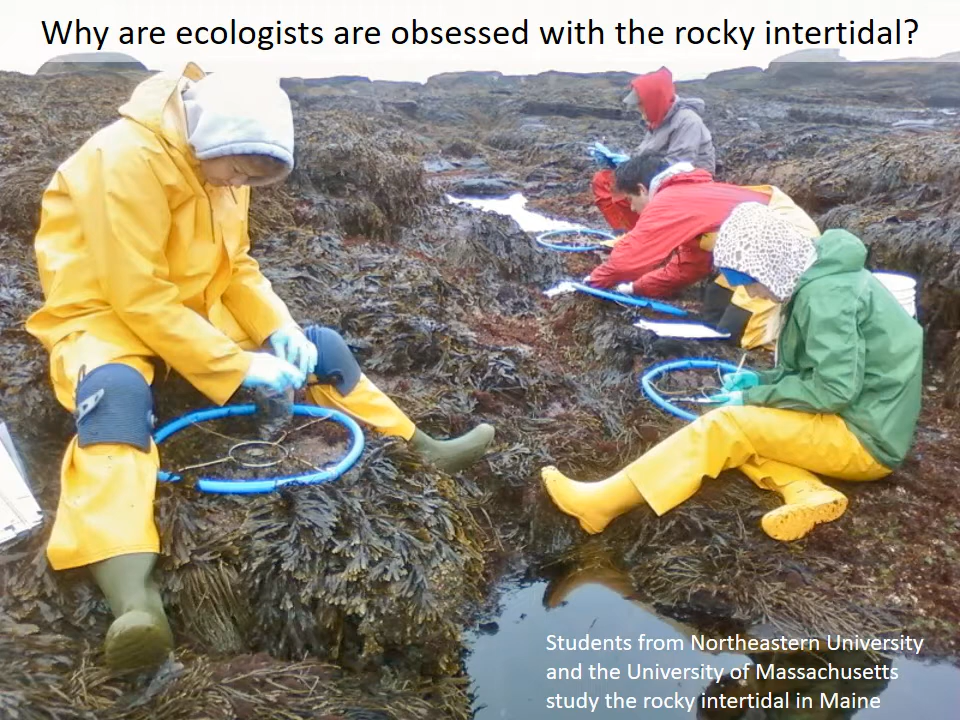 Why are ecologists are obsessed with the rocky intertidal?
Students from Northeastern University
and the University of Massachusetts
study the rocky intertidal in Maine